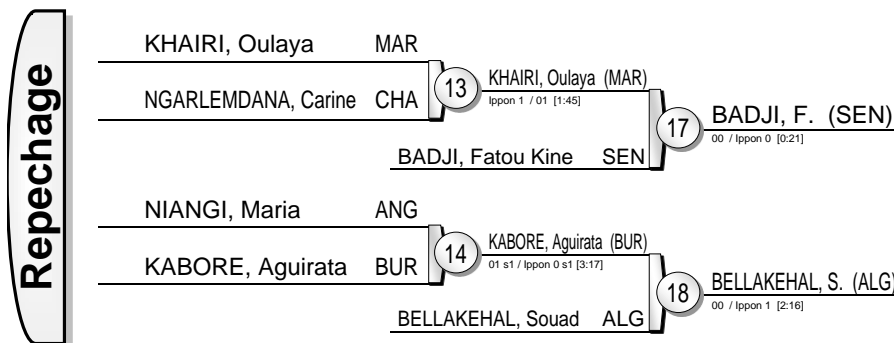 Repechage
KHAIRI, Oulaya MAR
NGARLEMDANA, Carine CHA
13
KHAIRI, Oulaya (MAR)
Ippon 1 / 01 [1:45]
BADJI, Fatou Kine SEN
17
BADJI, F. (SEN)
00 / Ippon 0 [0:21]
NIANGI, Maria ANG
KABORE, Aguirata BUR
14
KABORE, Aguirata (BUR)
01 s1 / Ippon 0 s1 [3:17]
BELLAKEHAL, Souad ALG
18
BELLAKEHAL, S. (ALG)
00 / Ippon 1 [2:16]